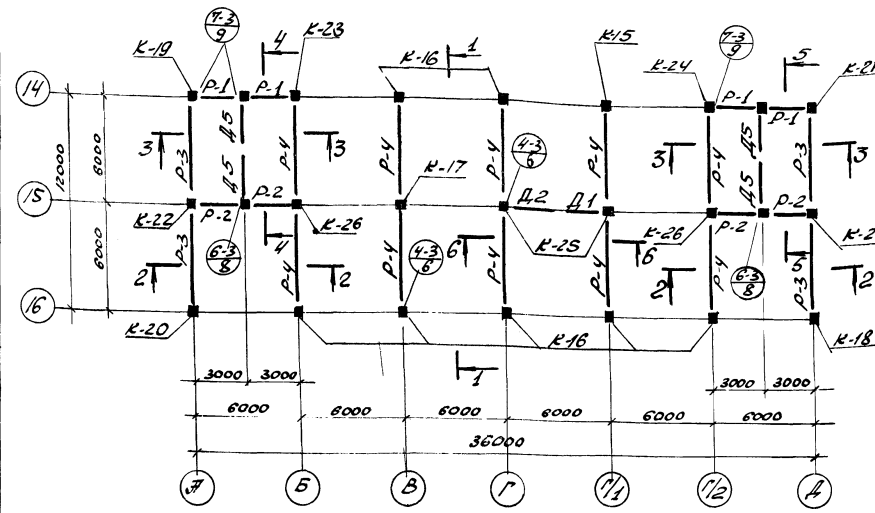 К-19
7-3
9
4
К-23
К-16
1
К-15
К-24
7-3
9
5
14
Р-1
Р-1
Р-1
Р-1
12000
6000
3
Р-3
Д5
Р-4
3
Р-4
Р-4
4-3
6
Р-4
3
Р-4
Д5
Р-3
3
Д5
К-17
Д5
15
Р-2
Р-2
Д2
Д1
Р-2
Р-2
К-22
К-26
К-25
К-26
6000
Р-3
6-3
8
4
Р-4
Р-4
4-3
6
6
Р-4
Р-4
6
Р-4
6-3
8
5
Р-3
2
2
2
2
16
К-20
К-16
К-18
1
3000
3000
3000
3000
6000
6000
6000
6000
6000
6000
36000
А
Б
В
Г
Г/1
Г/2
Д